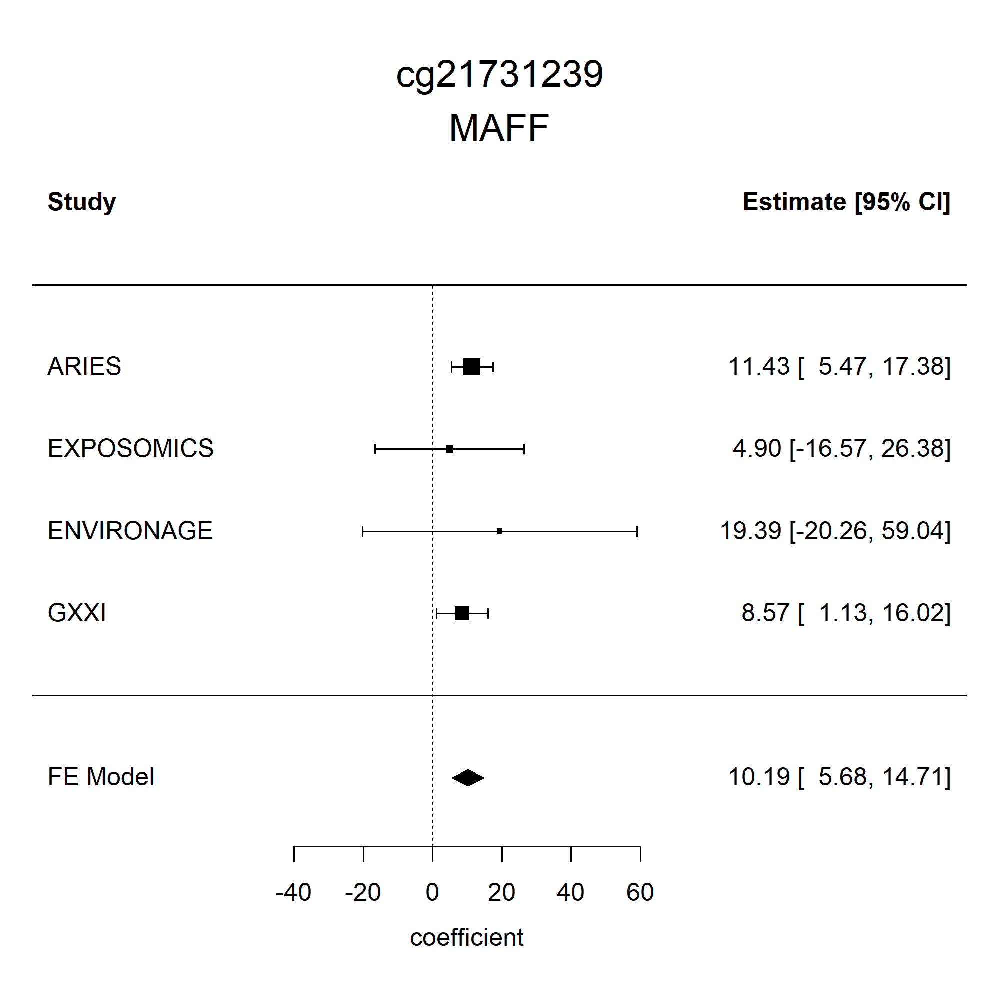 cg21731239
MAFF
Study Estimate [95% CI]
ARIES 11.43 [ 5.47, 17.38]
EXPOSOMICS 4.90 [-16.57, 26.38]
ENVIRONAGE 19.39 [-20.26, 59.04]
GXXI 8.57 [ 1.13, 16.02]
FE Model 10.19 [ 5.68, 14.71]
-40 -20 0 20 40 60
coefficient